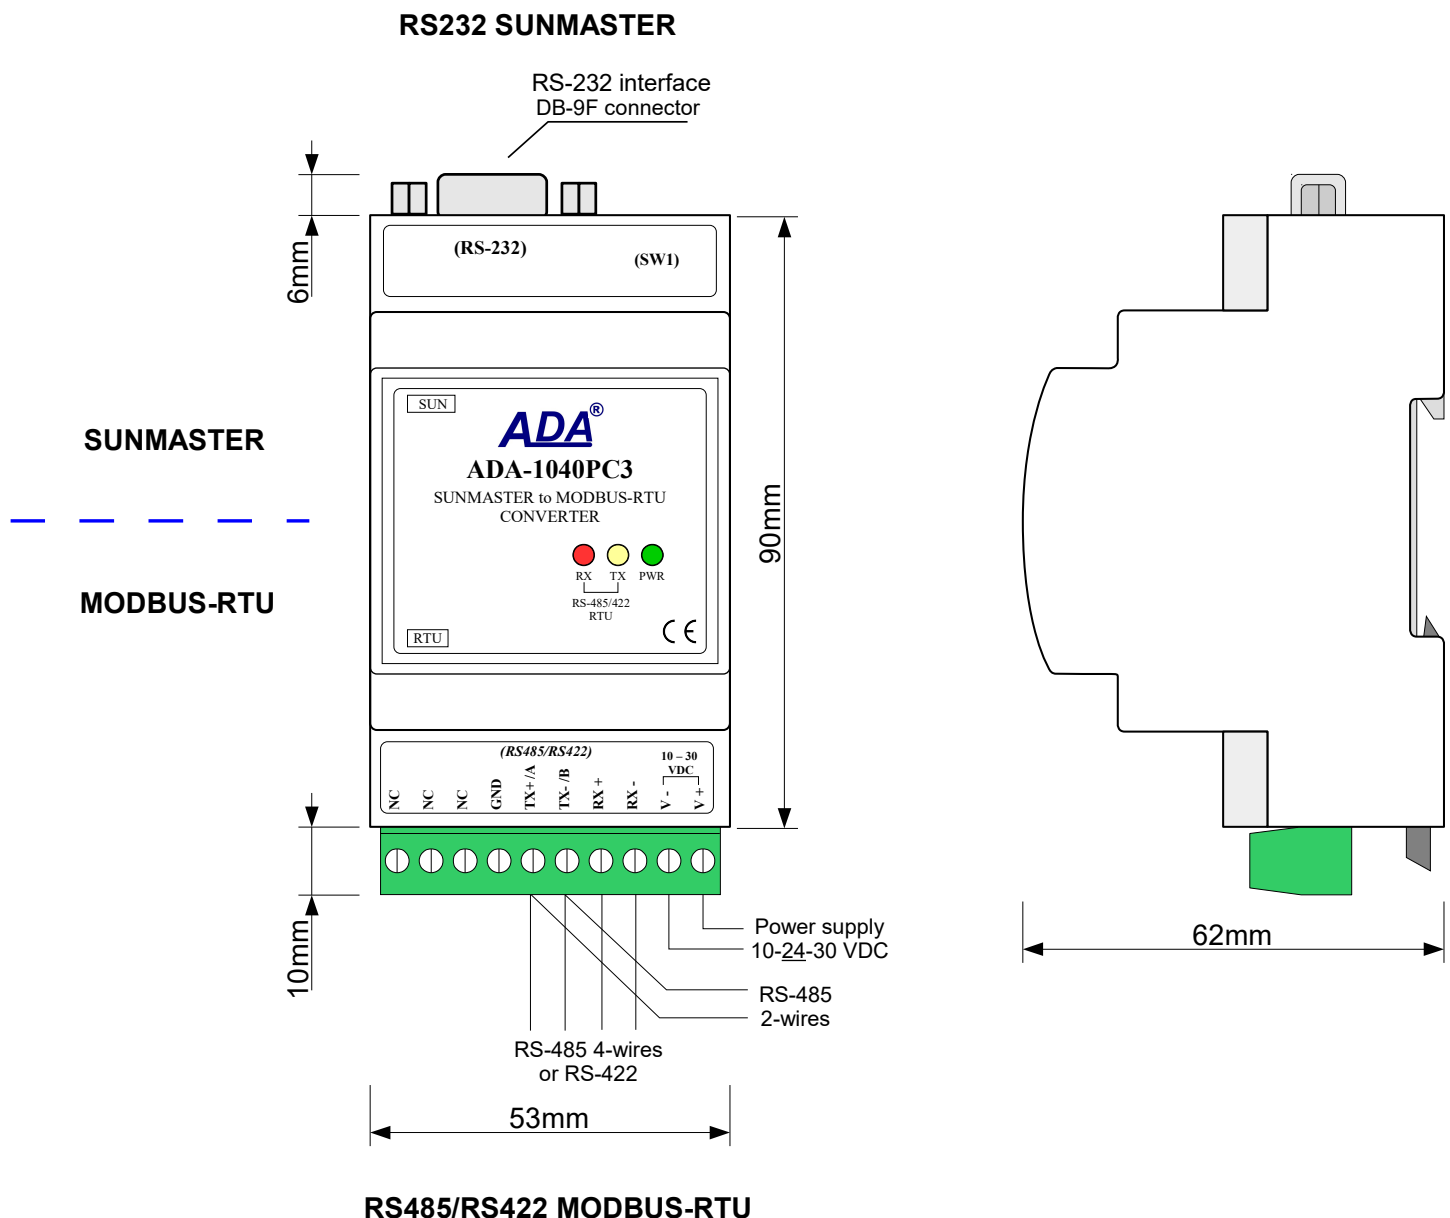 RS232 SUNMASTER
RS-232 interface
DB-9F connector
6mm
(RS-232)
(SW1)
SUN
ADA®
ADA-1040PC3
SUNMASTER to MODBUS-RTU
CONVERTER
SUNMASTER
MODBUS-RTU
RX TX PWR
RS-485/422
RTU
RTU
CE
90mm
(RS485/RS422)
10 – 30
VDC
NC
NC
NC
GND
TX+/A
TX-/B
RX +
RX -
V -
V +
10mm
Power supply
10-24-30 VDC
RS-485
2-wires
RS-485 4-wires
or RS-422
53mm
62mm
RS485/RS422 MODBUS-RTU